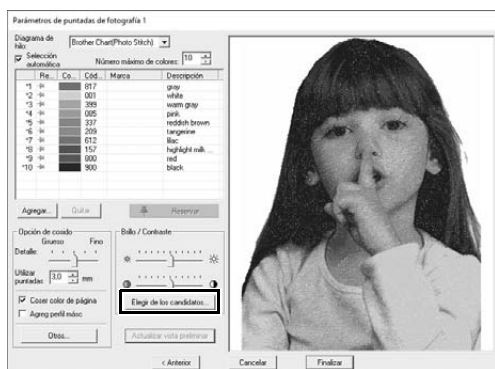 Parámetros de puntadas de fotografía 1
Diagrama de hilo:
Brother Chart(Photo Stitch)
Selección automática
Número máximo de colores: 10
Re... Co... Cód... Marca Descripción
*1 817 gray
*2 001 white
*3 399 warm gray
*4 085 pink
*5 337 reddish brown
*6 209 tangerine
*7 612 lilac
*8 157 highlight milk ...
*9 800 red
*10 900 black
Agregar... Quitar Reservar
Opción de cosido
Grueso Fino
Detalle:
Utilizar puntadas 3,0 mm
Coser color de página
Agreg perfil másc
Otros...
Brillo / Contraste
Elegir de los candidatos...
Actualizar vista preliminar
< Anterior Cancelar Finalizar